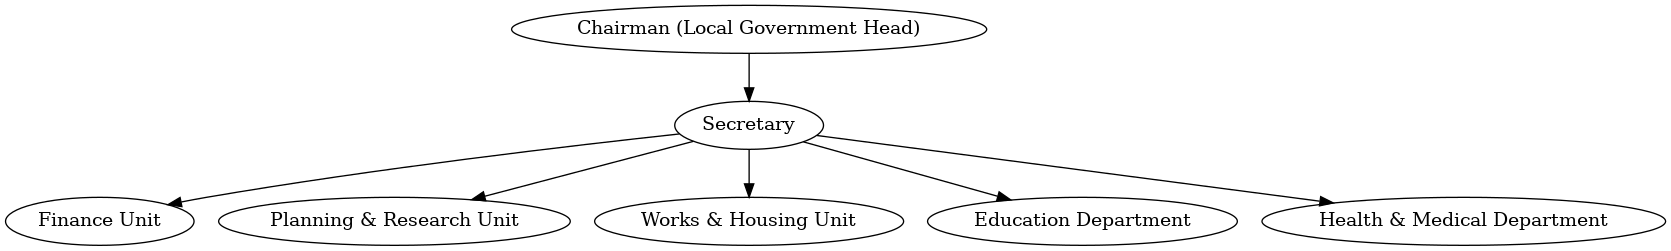 Chairman (Local Government Head)
Secretary
Finance Unit
Planning & Research Unit
Works & Housing Unit
Education Department
Health & Medical Department